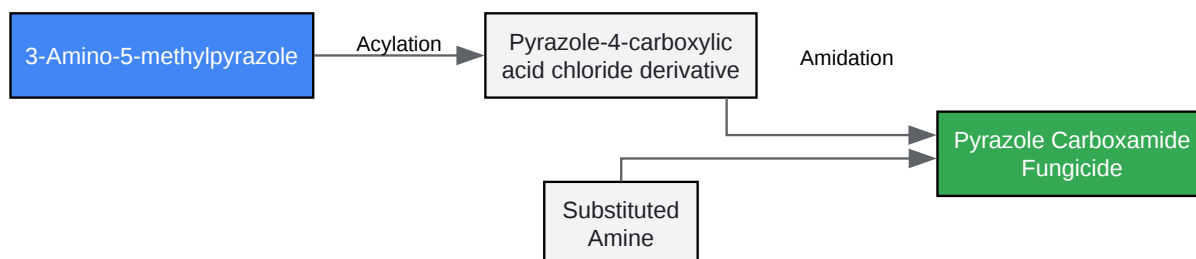 3-Amino-5-methylpyrazole
Acylation
Pyrazole-4-carboxylic
acid chloride derivative
Amidation
Pyrazole Carboxamide
Fungicide
Substituted
Amine